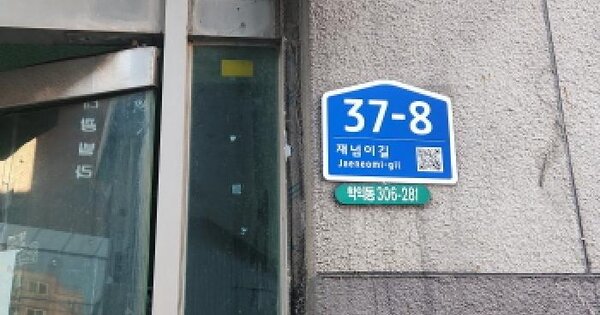 37-8
재넘이길
Jaeneomi-gil
학익동 306-281